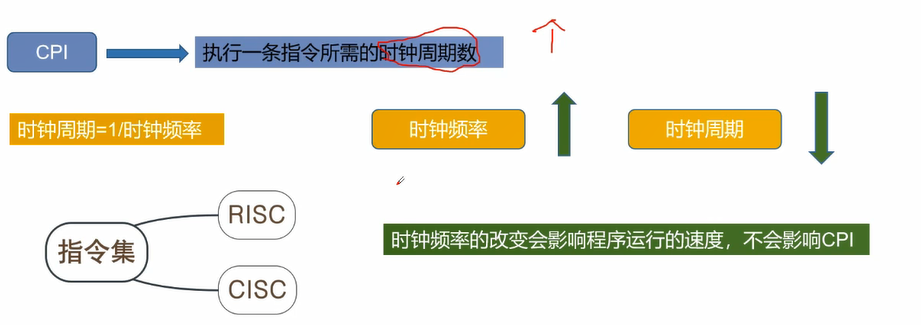 CPI
执行一条指令所需的时钟周期数
时钟周期=1/时钟频率
时钟频率
时钟周期
指令集
RISC
CISC
时钟频率的改变会影响程序运行的速度，不会影响CPI